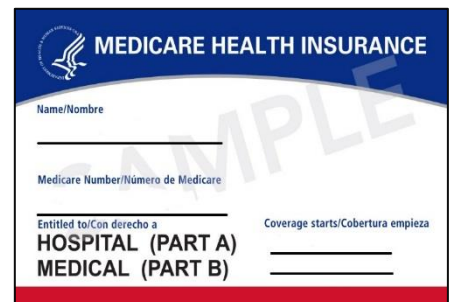 MEDICARE HEALTH INSURANCE
SAMPLE
Name/Nombre
Medicare Number/Número de Medicare
Entitled to/Con derecho a
HOSPITAL (PART A)
MEDICAL (PART B)
Coverage starts/Cobertura empieza